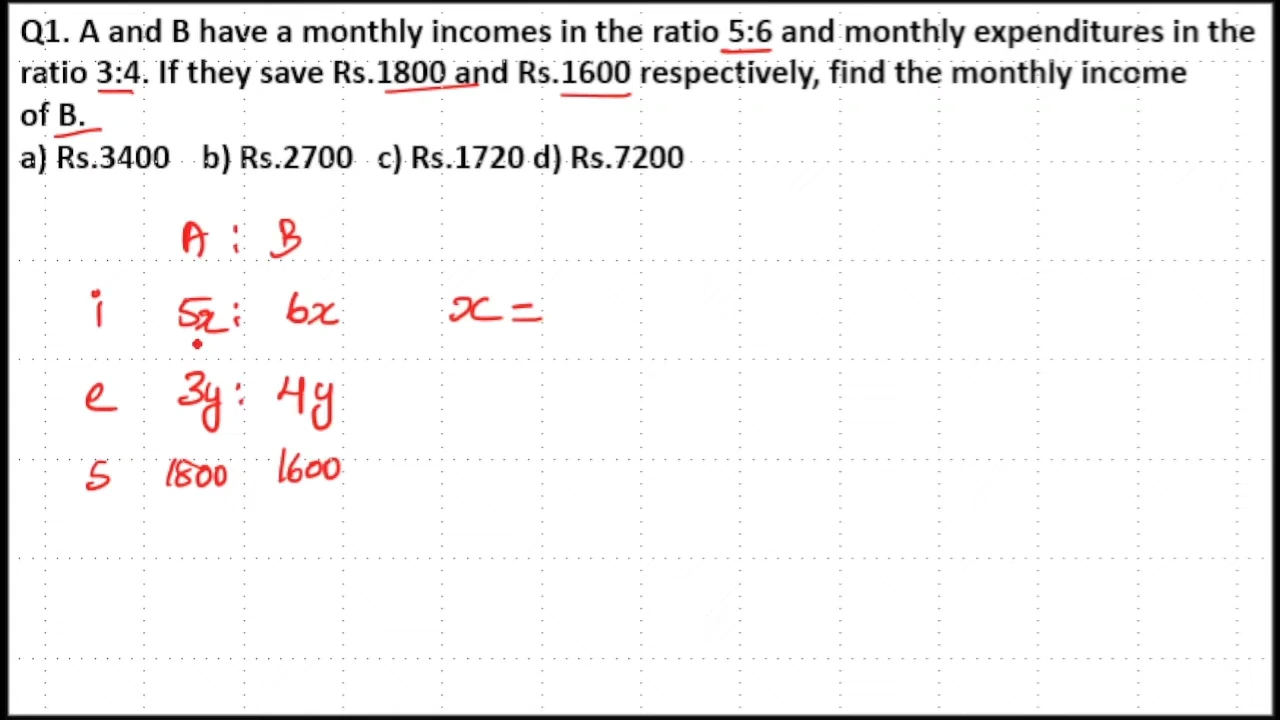 Q1. A and B have a monthly incomes in the ratio 5:6 and monthly expenditures in the
ratio 3:4. If they save Rs.1800 and Rs.1600 respectively, find the monthly income
of B.
a) Rs.3400 b) Rs.2700 c) Rs.1720 d) Rs.7200
A : B
i 5x : 6x x =
e 3y : 4y
S 1800 1600